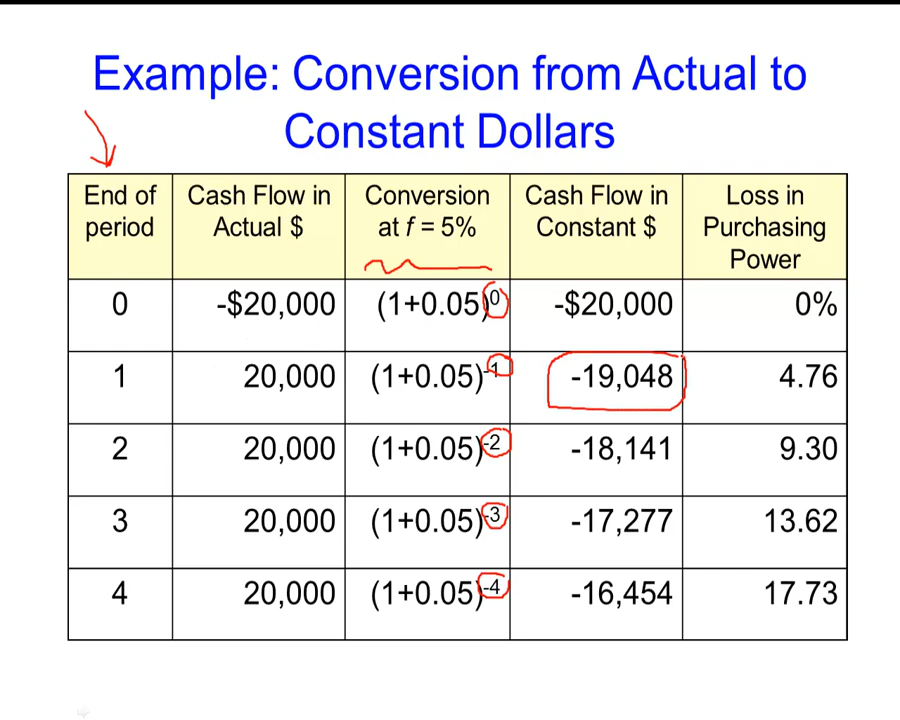 Example: Conversion from Actual to
Constant Dollars
End of period | Cash Flow in Actual $ | Conversion at f = 5% | Cash Flow in Constant $ | Loss in Purchasing Power
0 | -$20,000 | (1+0.05)^0 | -$20,000 | 0%
1 | 20,000 | (1+0.05)^-1 | -19,048 | 4.76
2 | 20,000 | (1+0.05)^-2 | -18,141 | 9.30
3 | 20,000 | (1+0.05)^-3 | -17,277 | 13.62
4 | 20,000 | (1+0.05)^-4 | -16,454 | 17.73